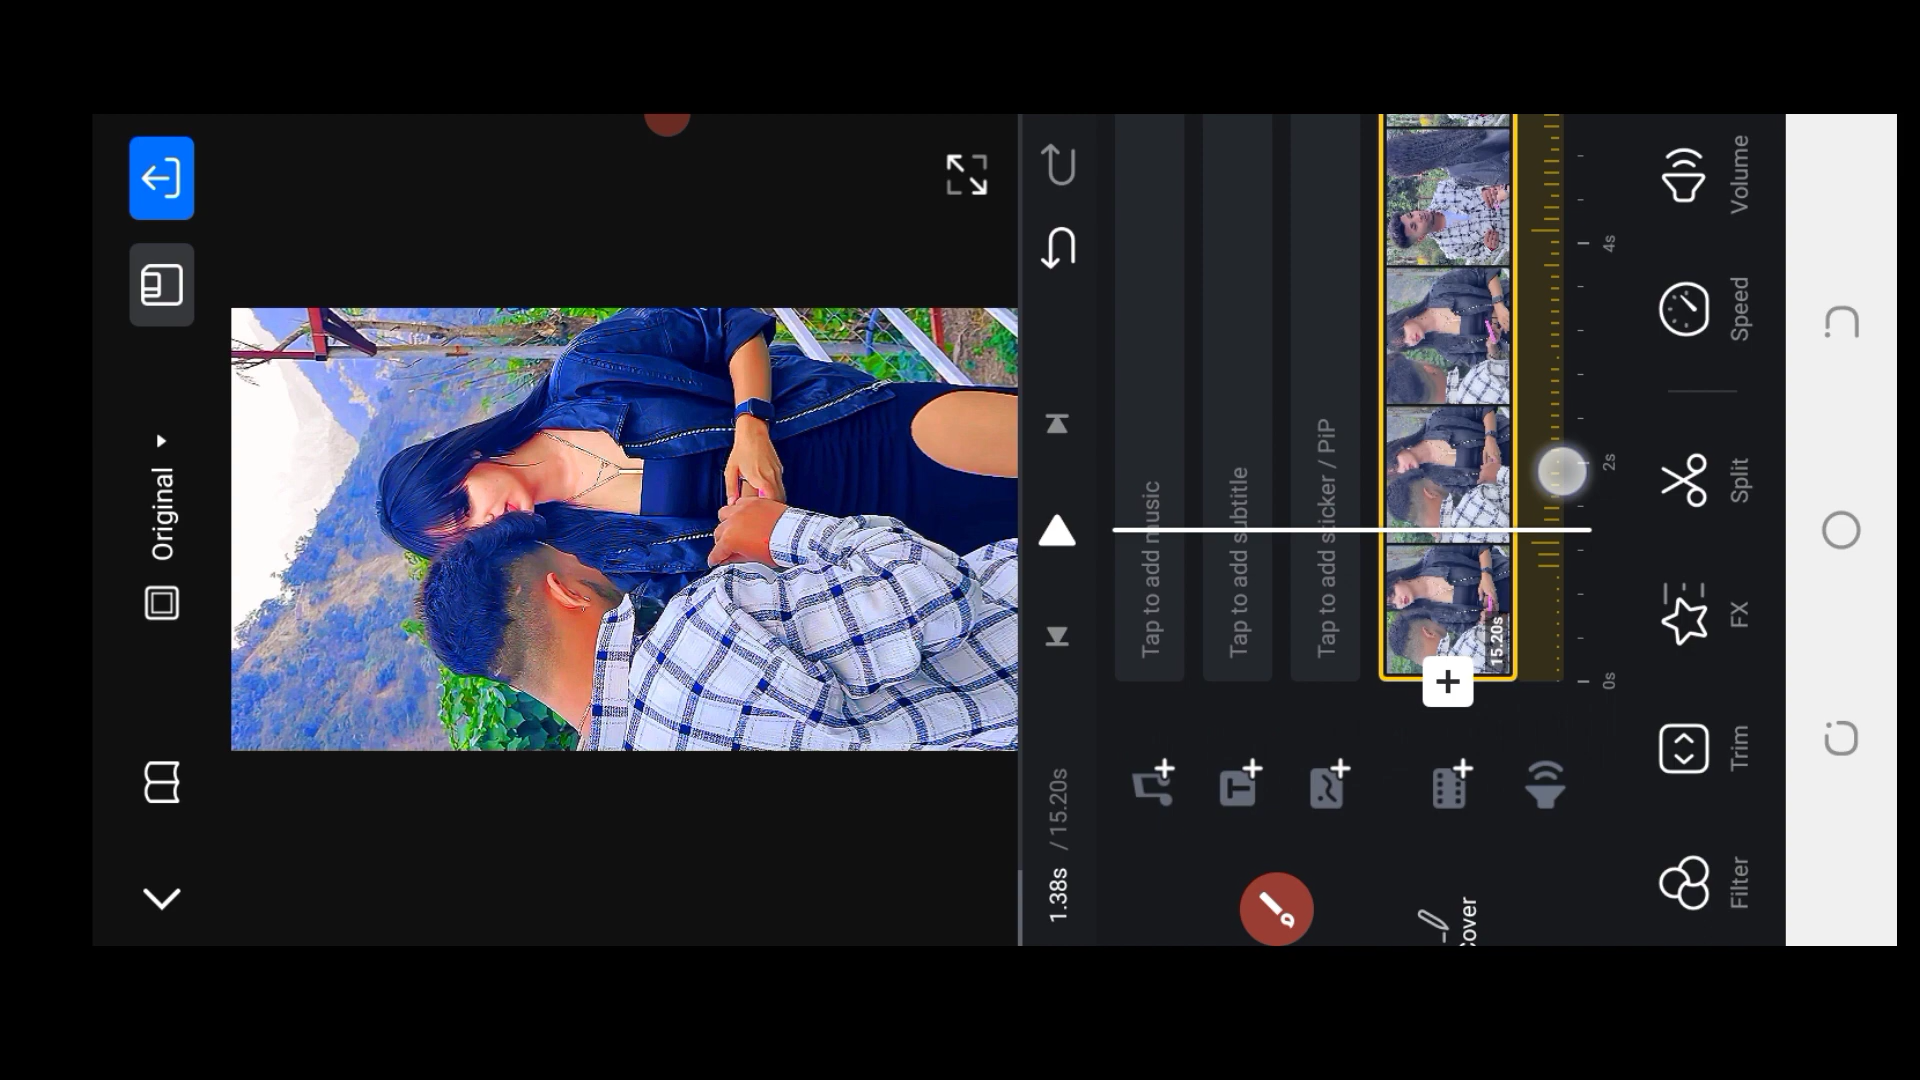 Original
1.38s / 15.20s
Tap to add music
Tap to add subtitle
Tap to add sticker / PiP
15.20s
over
0s
2s
4s
Filter
Trim
FX
Split
Speed
Volume